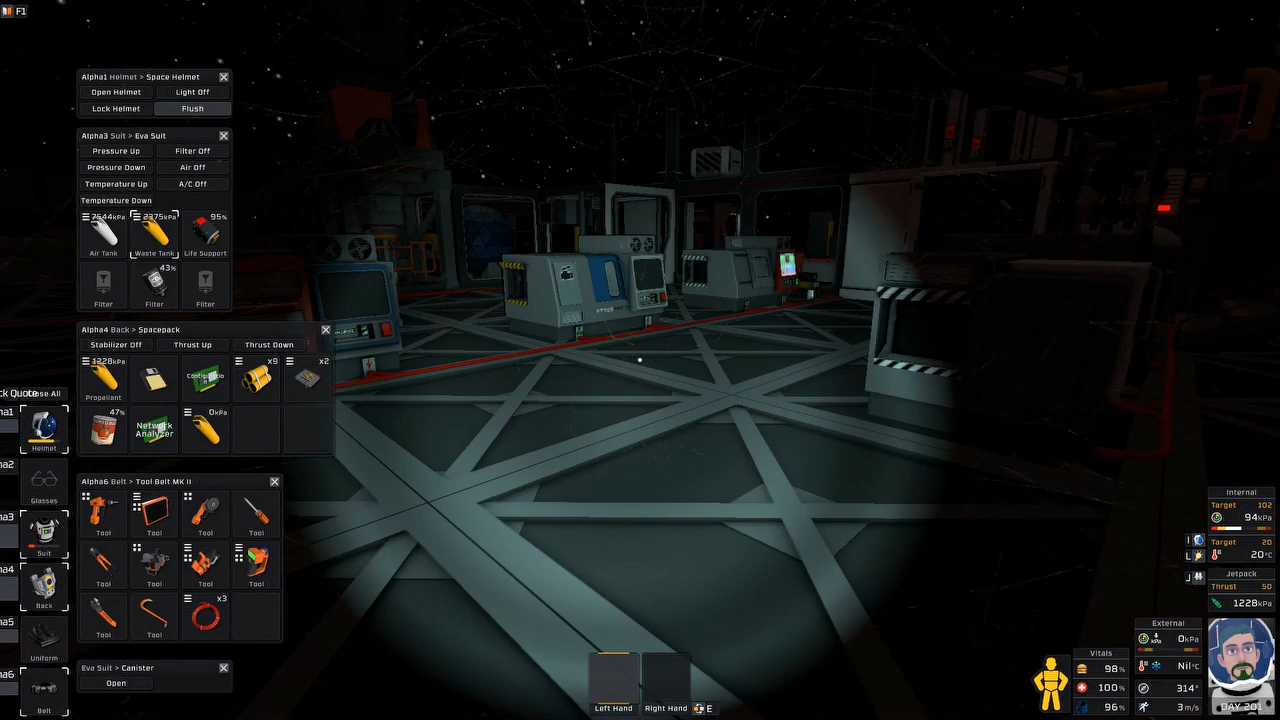 F1
Alpha1 Helmet > Space Helmet
Open Helmet
Light Off
Lock Helmet
Flush
Alpha3 Suit > Eva Suit
Pressure Up
Filter Off
Pressure Down
Air Off
Temperature Up
A/C Off
Temperature Down
7544kPa
2375kPa
95%
Air Tank
Waste Tank
Life Support
43%
Filter
Filter
Filter
Alpha4 Back > Spacepack
Stabilizer Off
Thrust Up
Thrust Down
1228kPa
x9
x2
Propellant
47%
Network Analyzer
0kPa
Alpha6 Belt > Tool Belt MK II
Tool
Tool
Tool
Tool
Tool
Tool
Tool
Tool
Tool
Tool
x3
Eva Suit > Canister
Open
Helmet
Glasses
Suit
Back
Uniform
Belt
Left Hand
Right Hand
E
Internal
Target 102
94kPa
Target 20
20°C
I
L
J
Jetpack
Thrust 50
1228kPa
External
0kPa
Nil°C
314°
3m/s
Vitals
98%
100%
96%
DAY 201